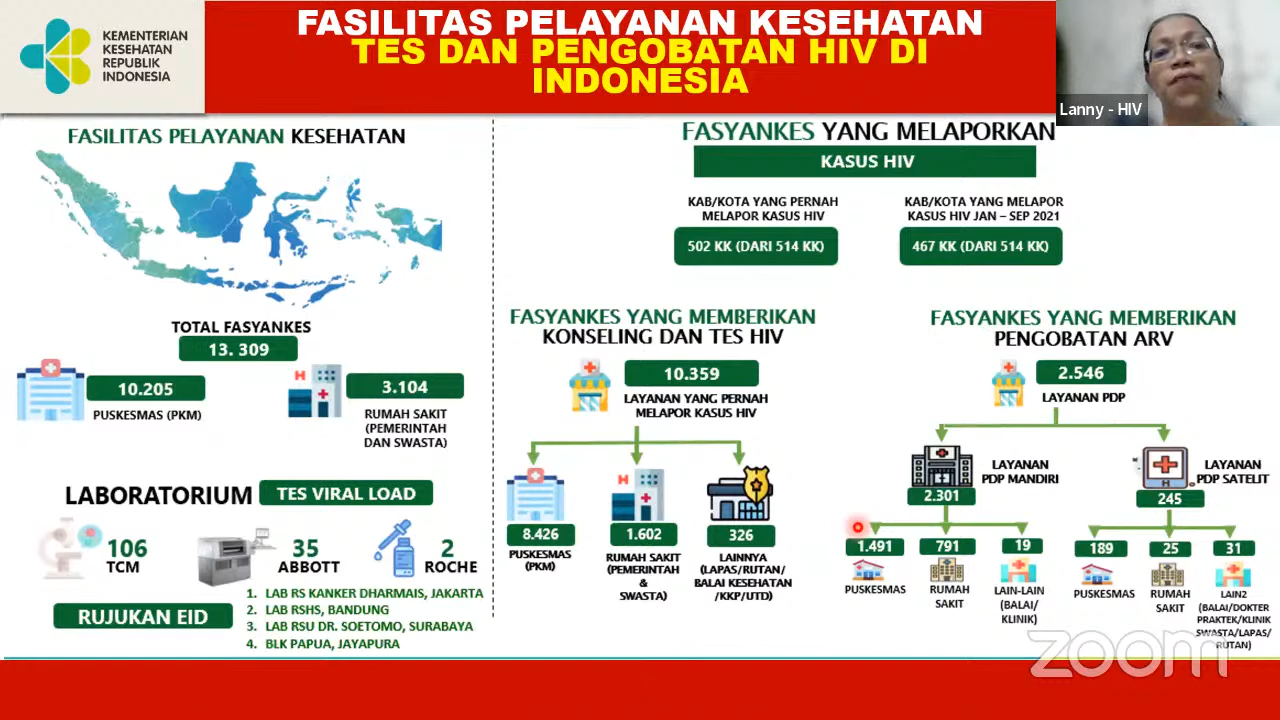 KEMENTERIAN
KESEHATAN
REPUBLIK
INDONESIA
FASILITAS PELAYANAN KESEHATAN
TES DAN PENGOBATAN HIV DI
INDONESIA
Lanny - HIV
FASILITAS PELAYANAN KESEHATAN
TOTAL FASYANKES
13. 309
10.205
PUSKESMAS (PKM)
3.104
RUMAH SAKIT
(PEMERINTAH
DAN SWASTA)
LABORATORIUM TES VIRAL LOAD
106
TCM
35
ABBOTT
2
ROCHE
RUJUKAN EID
1. LAB RS KANKER DHARMAIS, JAKARTA
2. LAB RSHS, BANDUNG
3. LAB RSU DR. SOETOMO, SURABAYA
4. BLK PAPUA, JAYAPURA
FASYANKES YANG MELAPORKAN
KASUS HIV
KAB/KOTA YANG PERNAH
MELAPOR KASUS HIV
502 KK (DARI 514 KK)
KAB/KOTA YANG MELAPOR
KASUS HIV JAN – SEP 2021
467 KK (DARI 514 KK)
FASYANKES YANG MEMBERIKAN
KONSELING DAN TES HIV
10.359
LAYANAN YANG PERNAH
MELAPOR KASUS HIV
H
8.426
PUSKESMAS
(PKM)
1.602
RUMAH SAKIT
(PEMERINTAH
&
SWASTA)
326
LAINNYA
(LAPAS/RUTAN/
BALAI KESEHATAN
/KKP/UTD)
FASYANKES YANG MEMBERIKAN
PENGOBATAN ARV
2.546
LAYANAN PDP
LAYANAN
PDP MANDIRI
2.301
1.491
PUSKESMAS
791
RUMAH
SAKIT
19
LAIN-LAIN
(BALAI/
KLINIK)
H
LAYANAN
PDP SATELIT
245
189
PUSKESMAS
25
RUMAH
SAKIT
31
LAIN2
(BALAI/DOKTER
PRAKTEK/KLINIK
SWASTA/LAPAS/
RUTAN)
zoom